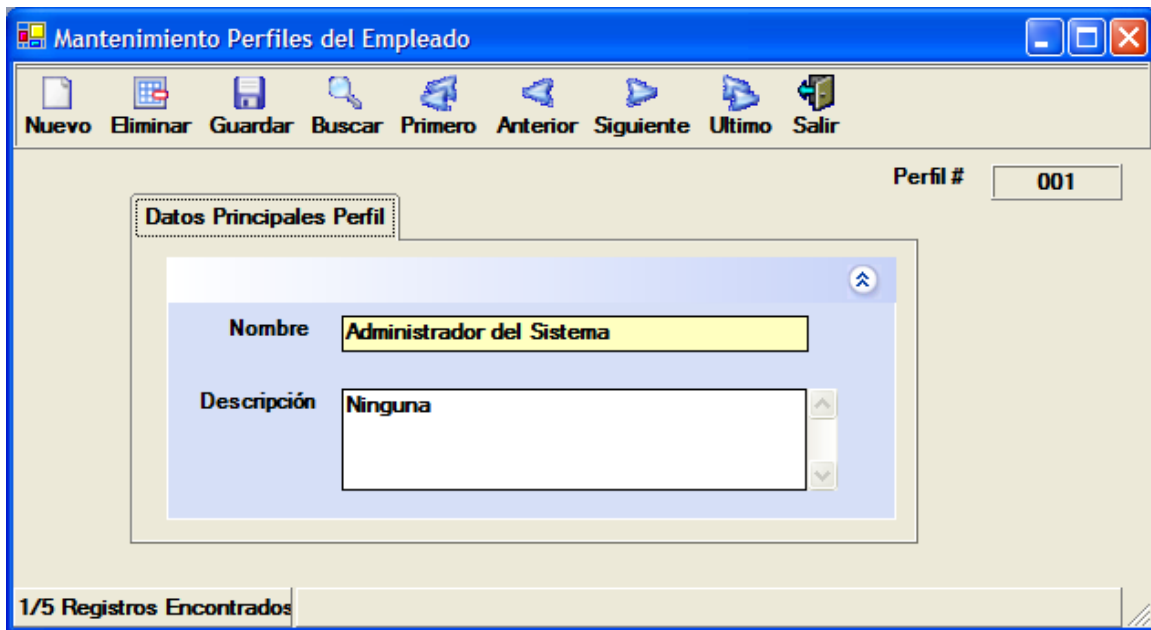 Mantenimiento Perfiles del Empleado
Nuevo Eliminar Guardar Buscar Primero Anterior Siguiente Ultimo Salir
Perfil # 001
Datos Principales Perfil
Nombre Administrador del Sistema
Descripción Ninguna
1/5 Registros Encontrados